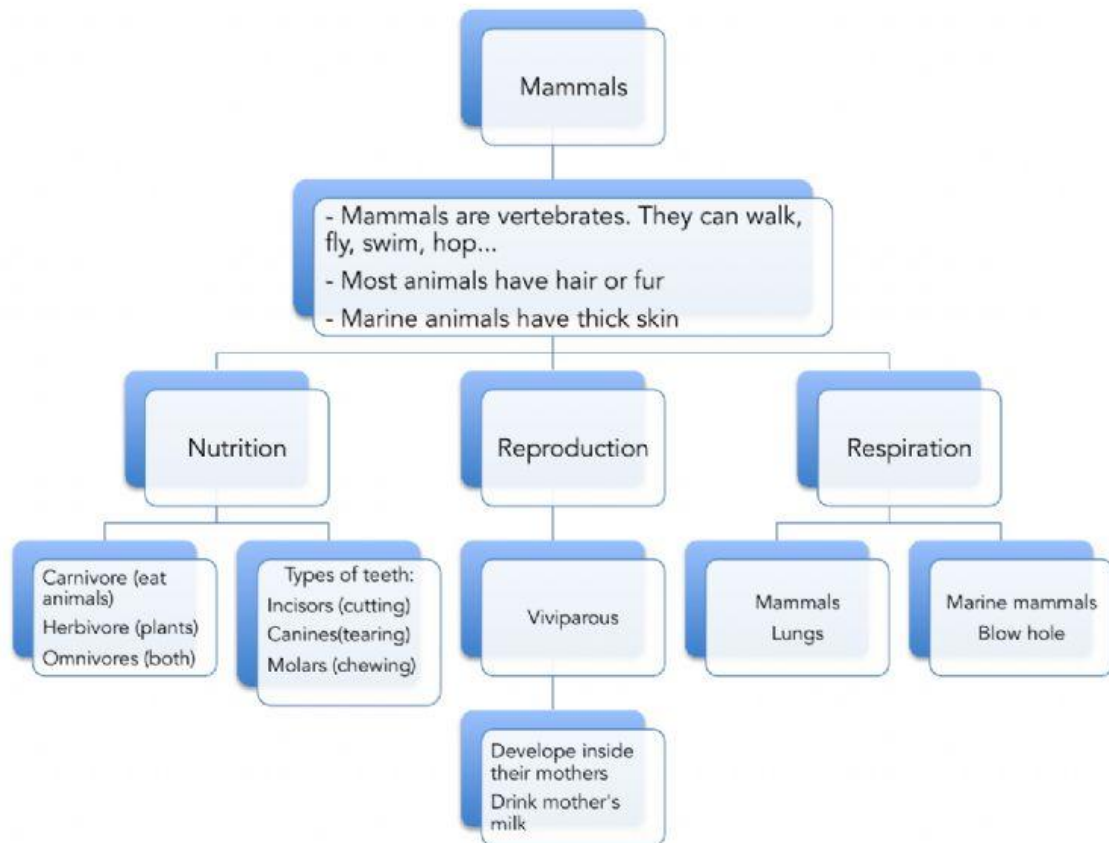 Mammals
- Mammals are vertebrates. They can walk,
fly, swim, hop...
- Most animals have hair or fur
- Marine animals have thick skin
Nutrition
Reproduction
Respiration
Carnivore (eat
animals)
Herbivore (plants)
Omnivores (both)
Types of teeth:
Incisors (cutting)
Canines(tearing)
Molars (chewing)
Viviparous
Mammals
Lungs
Marine mammals
Blow hole
Develope inside
their mothers
Drink mother's
milk